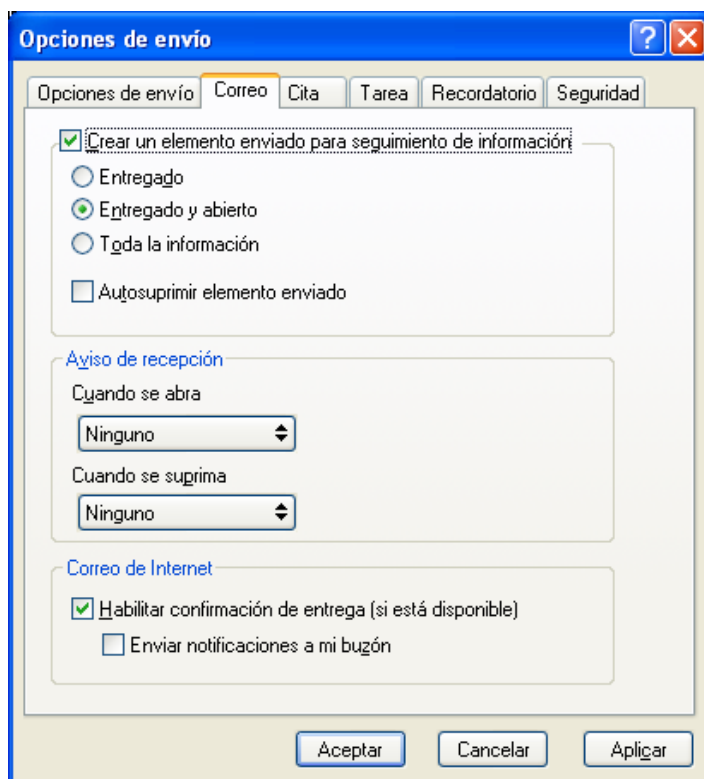 Opciones de envío
Opciones de envío Correo Cita Tarea Recordatorio Seguridad
Crear un elemento enviado para seguimiento de información
Entregado
Entregado y abierto
Toda la información
Autosuprimir elemento enviado
Aviso de recepción
Cuando se abra
Ninguno
Cuando se suprima
Ninguno
Correo de Internet
Habilitar confirmación de entrega (si está disponible)
Enviar notificaciones a mi buzón
Aceptar Cancelar Aplicar